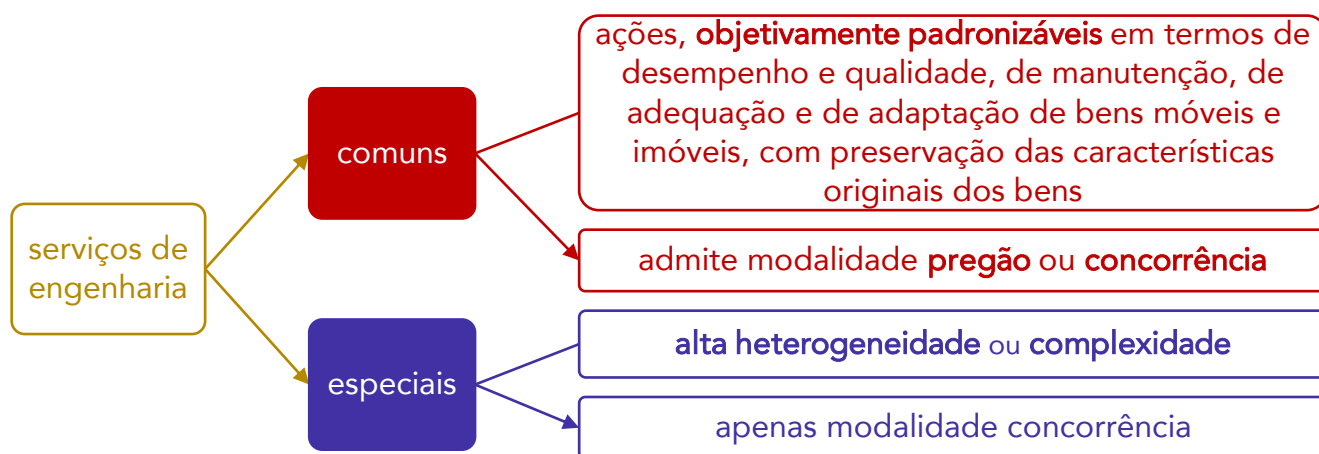 ações, objetivamente padronizáveis em termos de
desempenho e qualidade, de manutenção, de
adequação e de adaptação de bens móveis e
imóveis, com preservação das características
originais dos bens
comuns
admite modalidade pregão ou concorrência
serviços de
engenharia
alta heterogeneidade ou complexidade
especiais
apenas modalidade concorrência